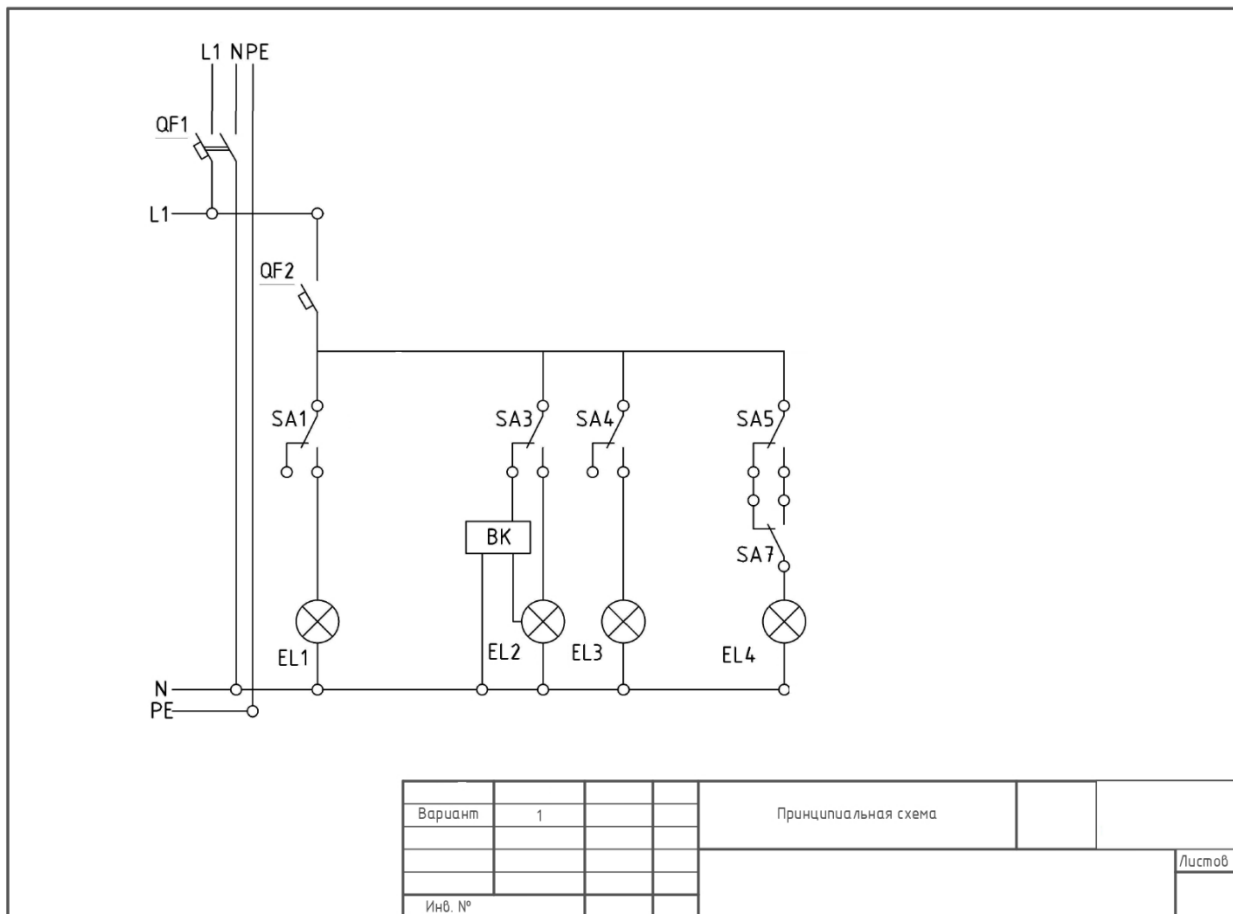 L1 N PE
QF1
L1
QF2
SA1 SA3 SA4 SA5
BK
SA7
EL1 EL2 EL3 EL4
N
PE
Вариант 1 Принципиальная схема
Листов
Инв. №